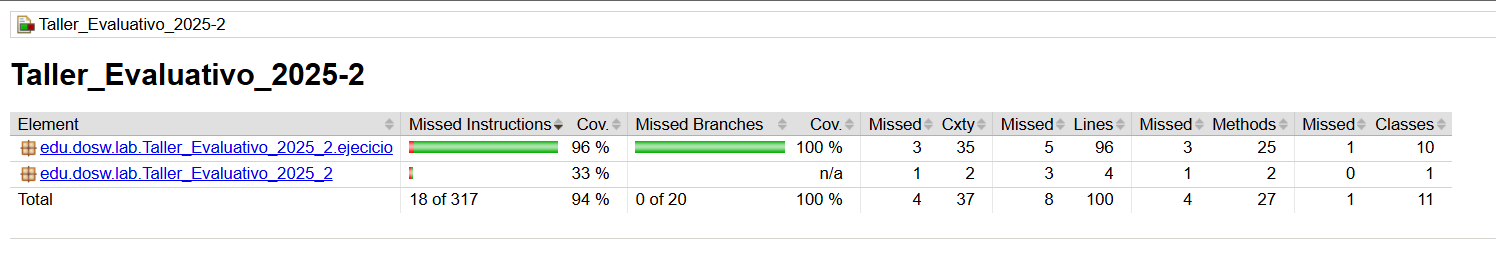 Taller_Evaluativo_2025-2
Taller_Evaluativo_2025-2
Element Missed Instructions Cov. Missed Branches Cov. Missed Cxty Missed Lines Missed Methods Missed Classes
edu.dosw.lab.Taller_Evaluativo_2025_2.ejecicio 96 % 100 % 3 35 5 96 3 25 1 10
edu.dosw.lab.Taller_Evaluativo_2025_2 33 % n/a 1 2 3 4 1 2 0 1
Total 18 of 317 94 % 0 of 20 100 % 4 37 8 100 4 27 1 11